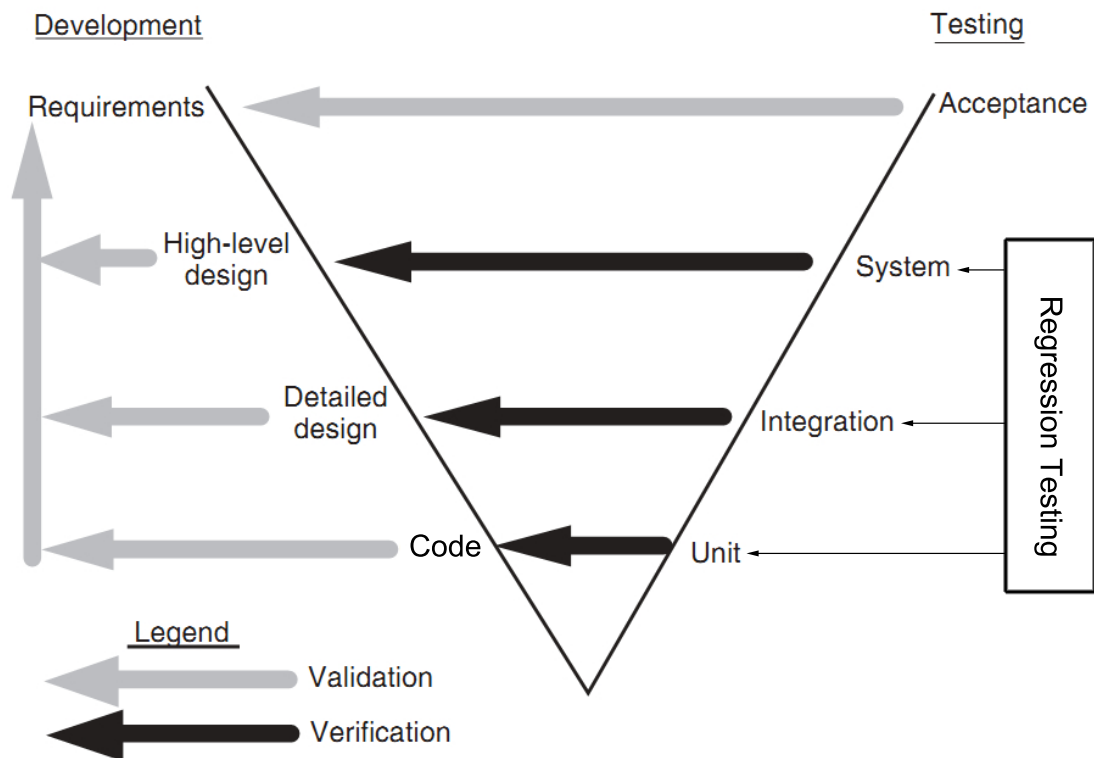 Development
Testing
Requirements
Acceptance
High-level
design
System
Detailed
design
Integration
Code
Unit
Regression Testing
Legend
Validation
Verification